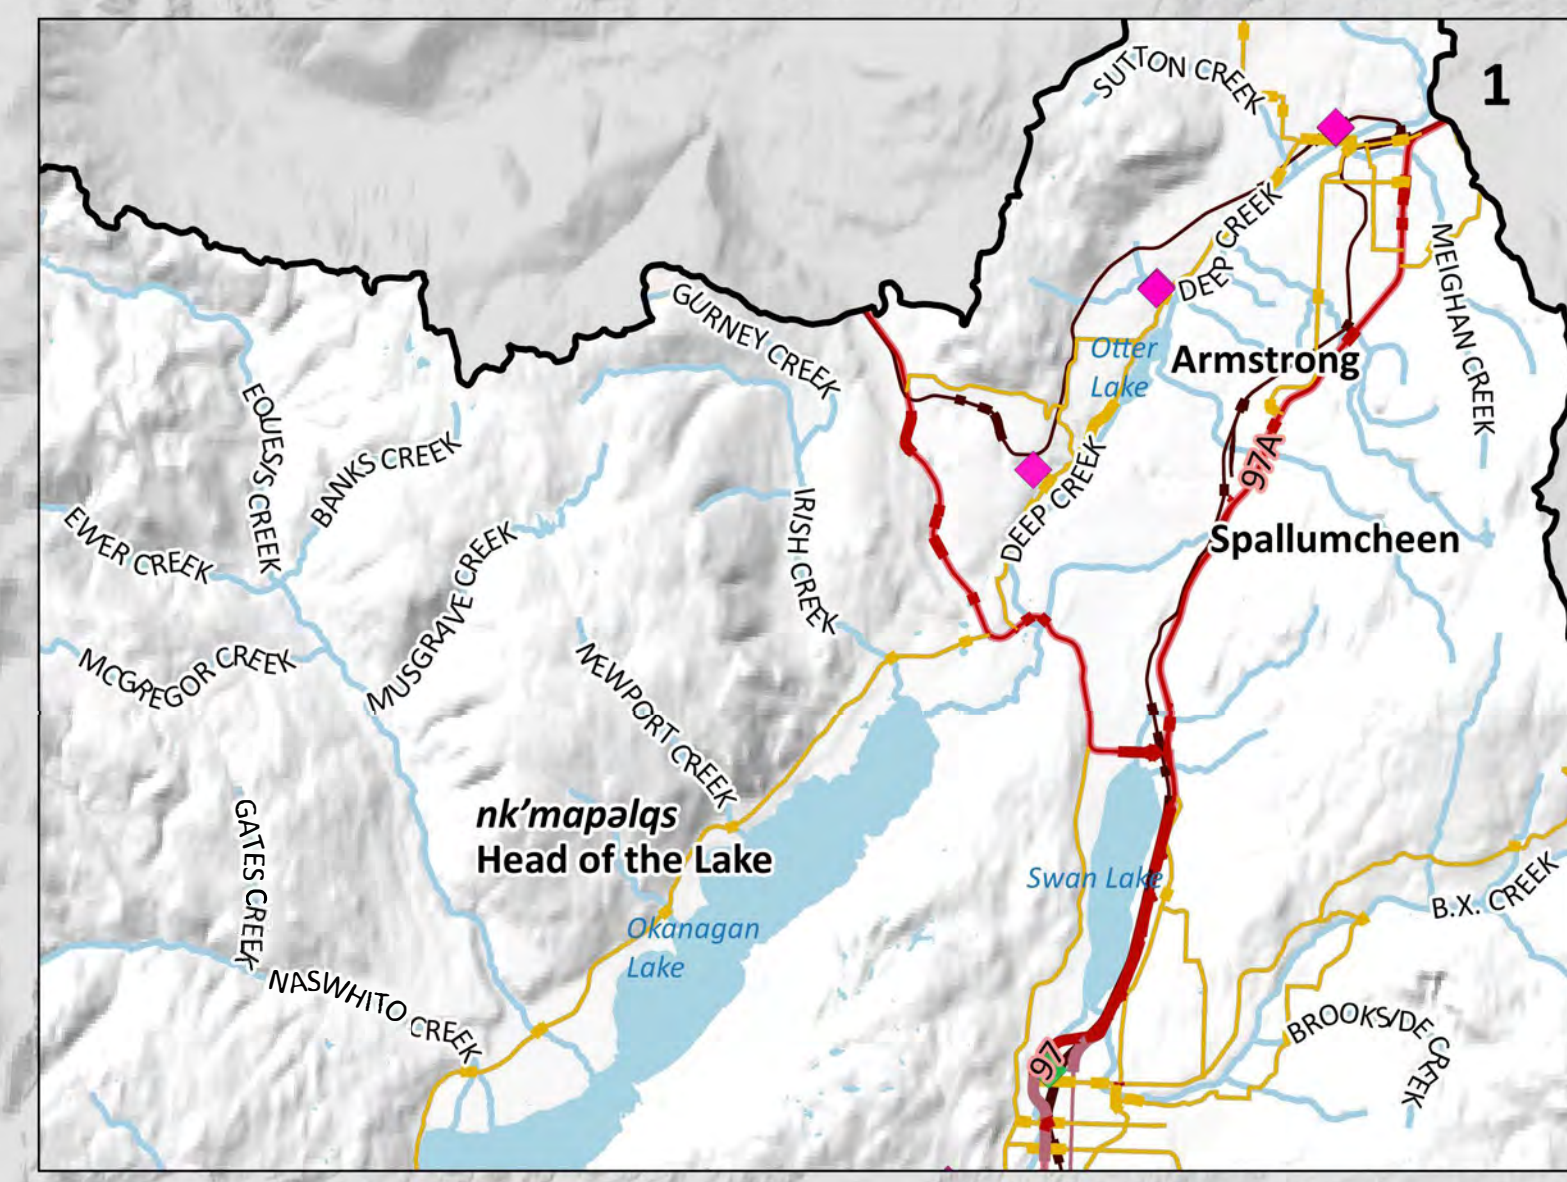 1
SUTTON CREEK
DEEP CREEK
MEIGHAN CREEK
GURNEY CREEK
Otter
Lake
Armstrong
EQUESIS CREEK
BANKS CREEK
97A
EWER CREEK
MUSGRAVE CREEK
IRISH CREEK
DEEP CREEK
Spallumcheen
MCGREGOR CREEK
NEWPORT CREEK
nk’mapəlqs
Head of the Lake
GATES CREEK
Swan Lake
B.X. CREEK
Okanagan
Lake
NASWHITO CREEK
BROOKSIDE CREEK
97